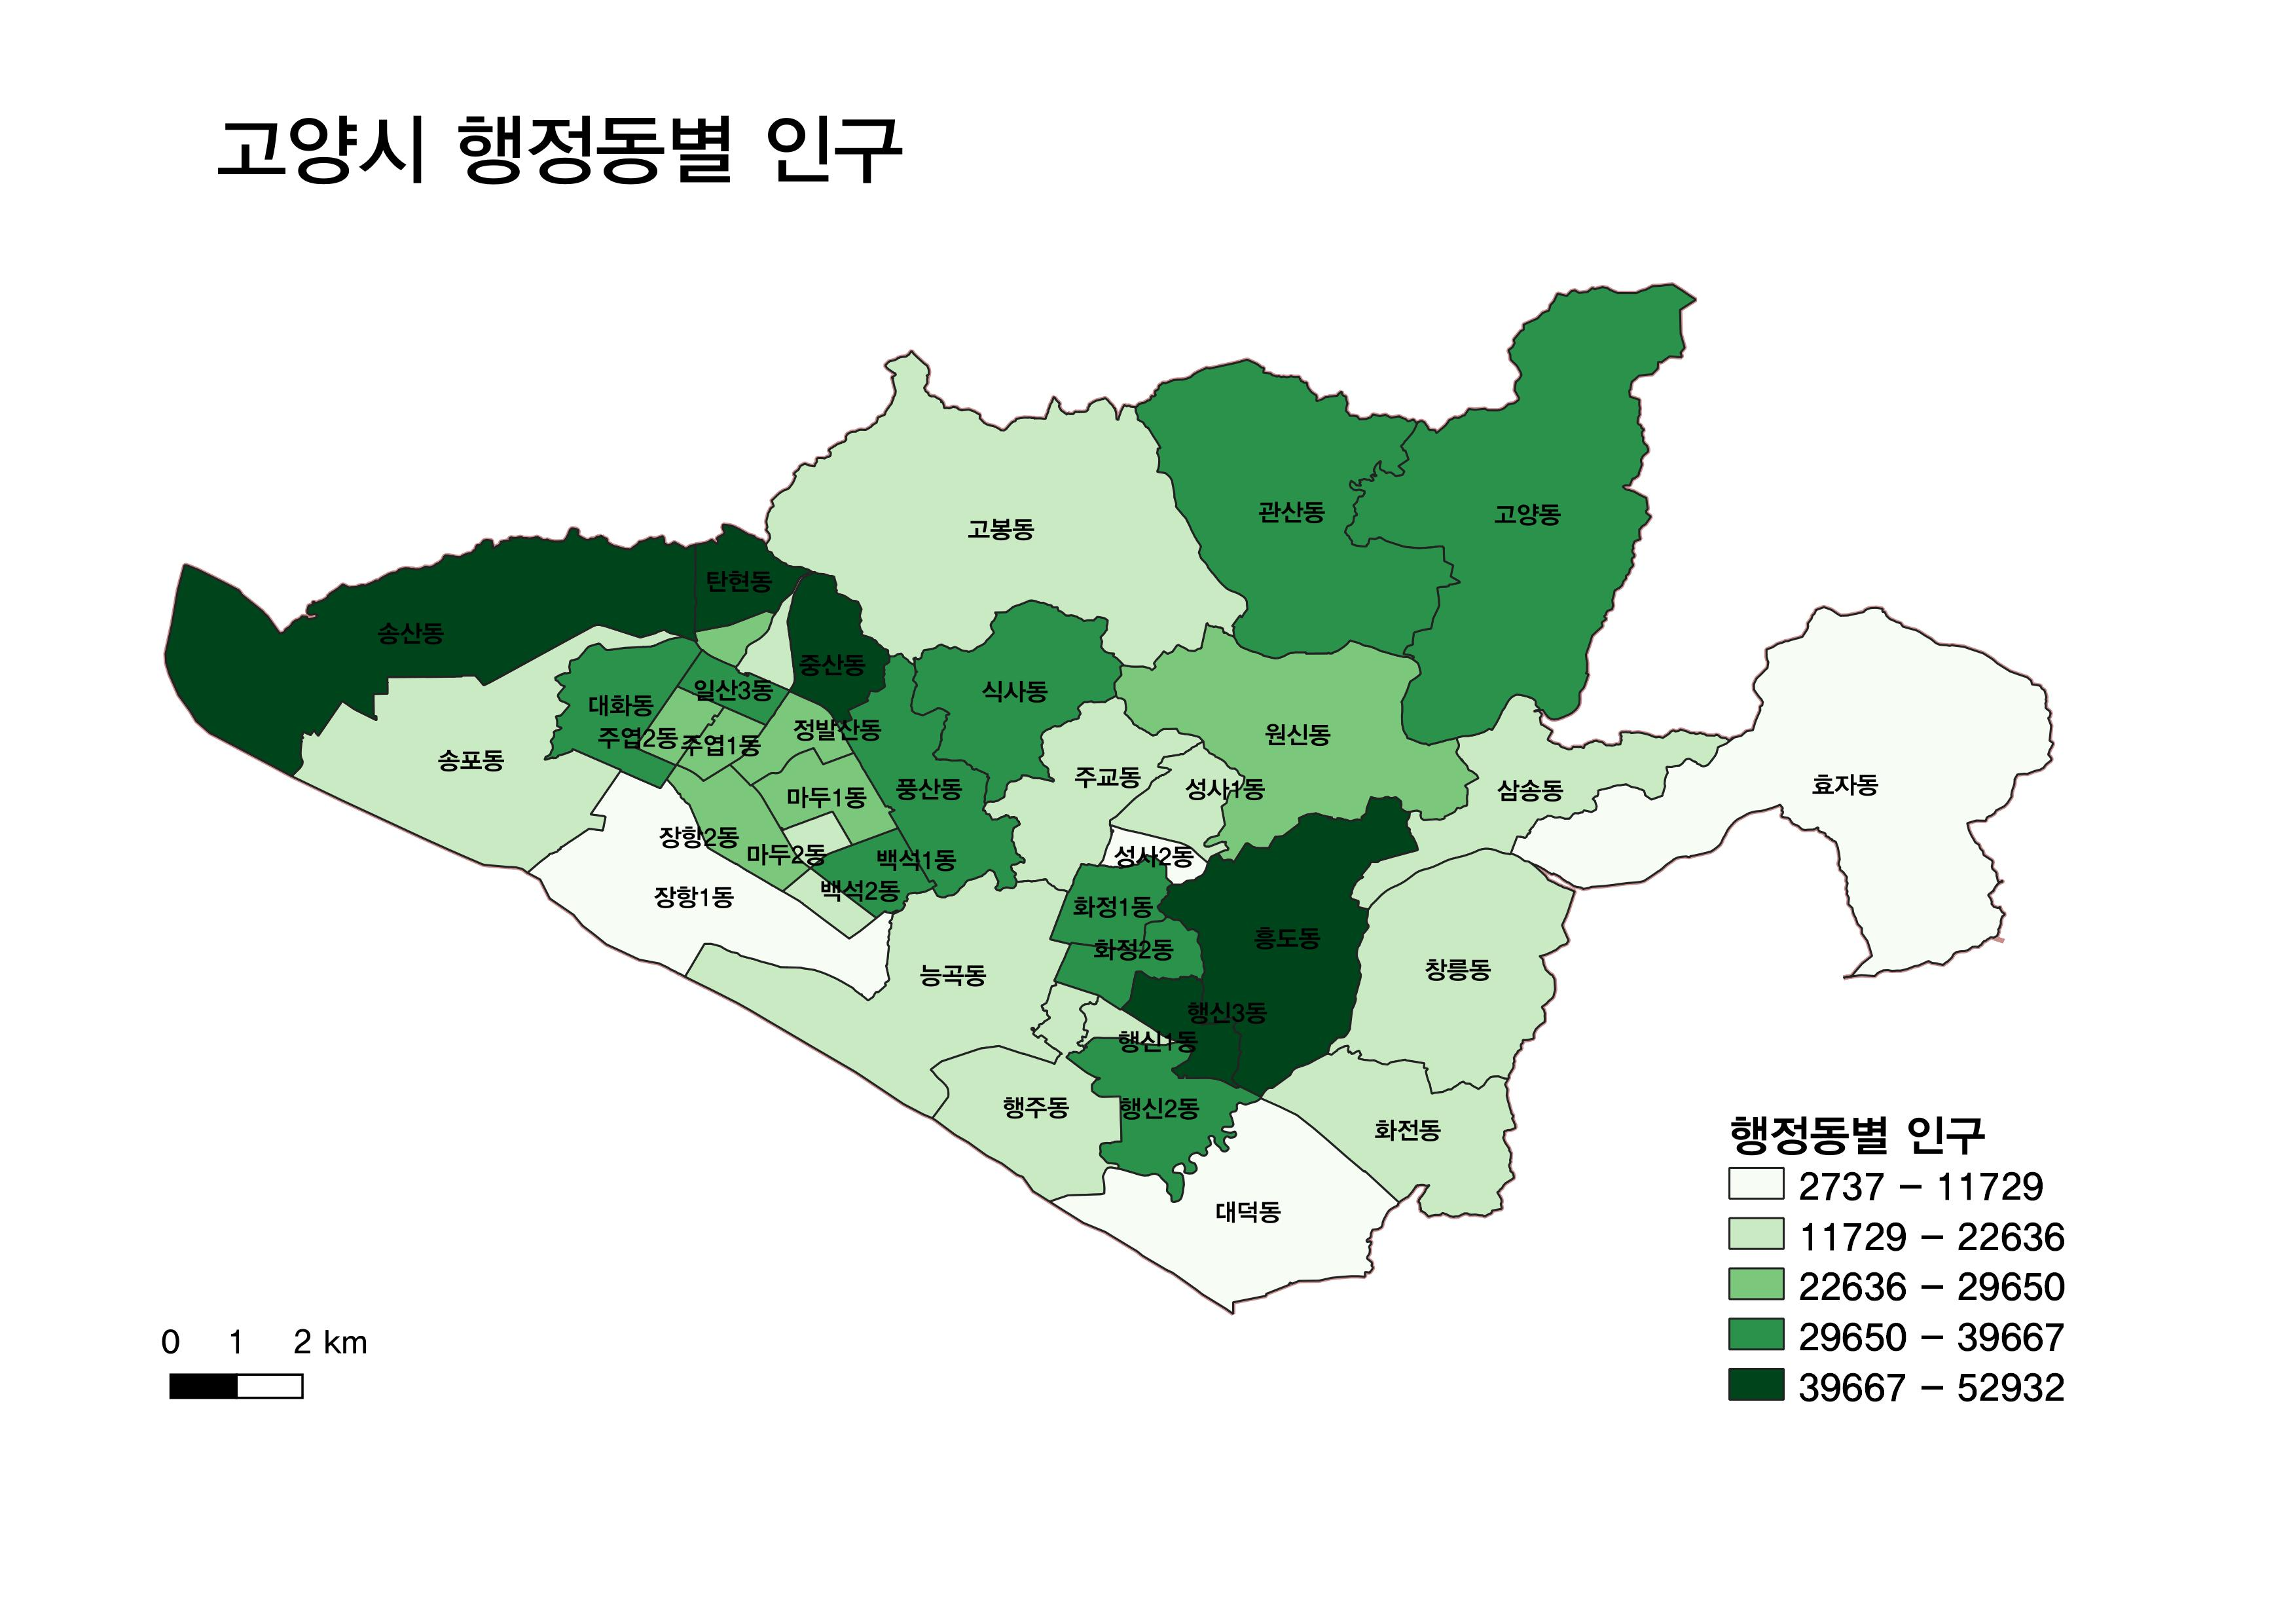 고양시 행정동별 인구
고봉동
관산동
고양동
탄현동
송산동
중산동
일산3동
식사동
대화동
정발산동
원신동
주엽2동
주엽1동
송포동
주교동
성사1동
삼송동
효자동
풍산동
마두1동
장항2동
마두2동
백석1동
성사2동
백석2동
장항1동
화정1동
흥도동
화정2동
능곡동
창릉동
행신3동
행신1동
행주동
행신2동
화전동
대덕동
행정동별 인구
2737 – 11729
11729 – 22636
22636 – 29650
29650 – 39667
39667 – 52932
0 1 2 km